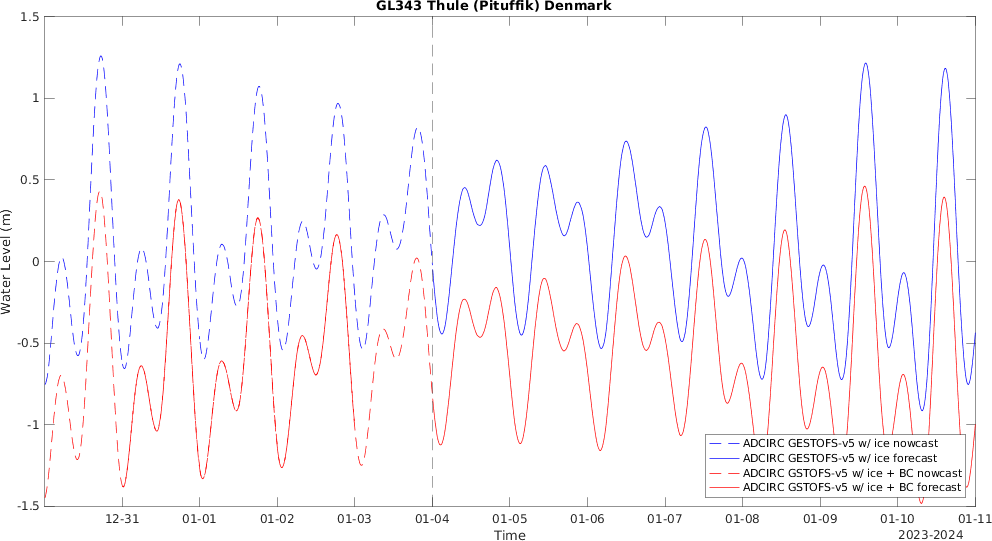 GL343 Thule (Pituffik) Denmark
1.5
1
0.5
0
-0.5
-1
-1.5
Water Level (m)
12-31
01-01
01-02
01-03
01-04
01-05
01-06
01-07
01-08
01-09
01-10
01-11
Time
2023-2024
ADCIRC GESTOFS-v5 w/ ice nowcast
ADCIRC GESTOFS-v5 w/ ice forecast
ADCIRC GSTOFS-v5 w/ ice + BC nowcast
ADCIRC GSTOFS-v5 w/ ice + BC forecast